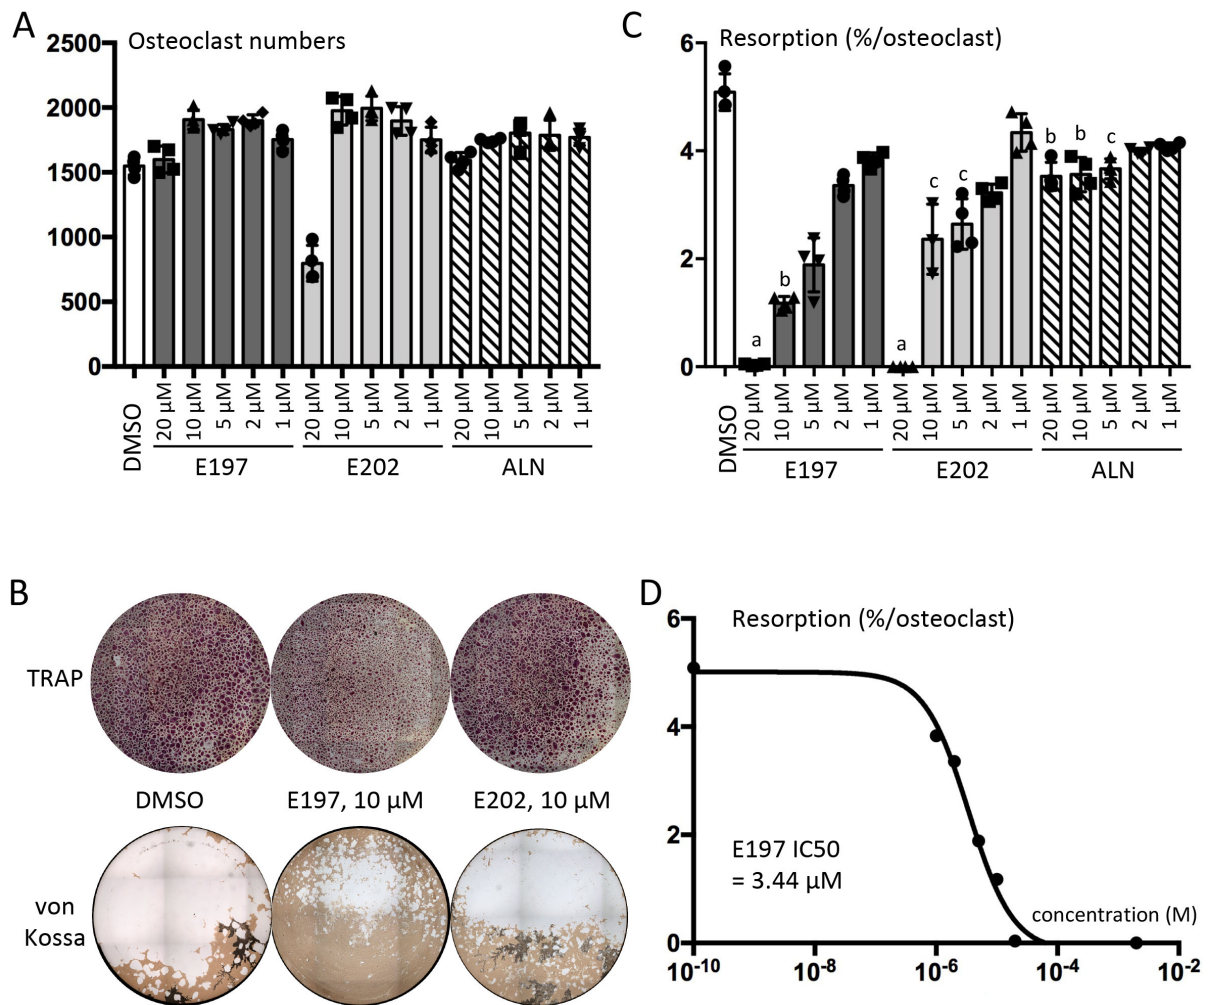 A
Osteoclast numbers
2500
2000
1500
1000
500
0
DMSO
20 µM
10 µM
5 µM
2 µM
1 µM
20 µM
10 µM
5 µM
2 µM
1 µM
20 µM
10 µM
5 µM
2 µM
1 µM
E197
E202
ALN
C
Resorption (%/osteoclast)
6
4
2
0
a
b
a
c
c
b
b
c
DMSO
20 µM
10 µM
5 µM
2 µM
1 µM
20 µM
10 µM
5 µM
2 µM
1 µM
20 µM
10 µM
5 µM
2 µM
1 µM
E197
E202
ALN
B
TRAP
DMSO
E197, 10 µM
E202, 10 µM
von
Kossa
D
Resorption (%/osteoclast)
6
4
2
0
E197 IC50
= 3.44 µM
concentration (M)
10-10
10-8
10-6
10-4
10-2